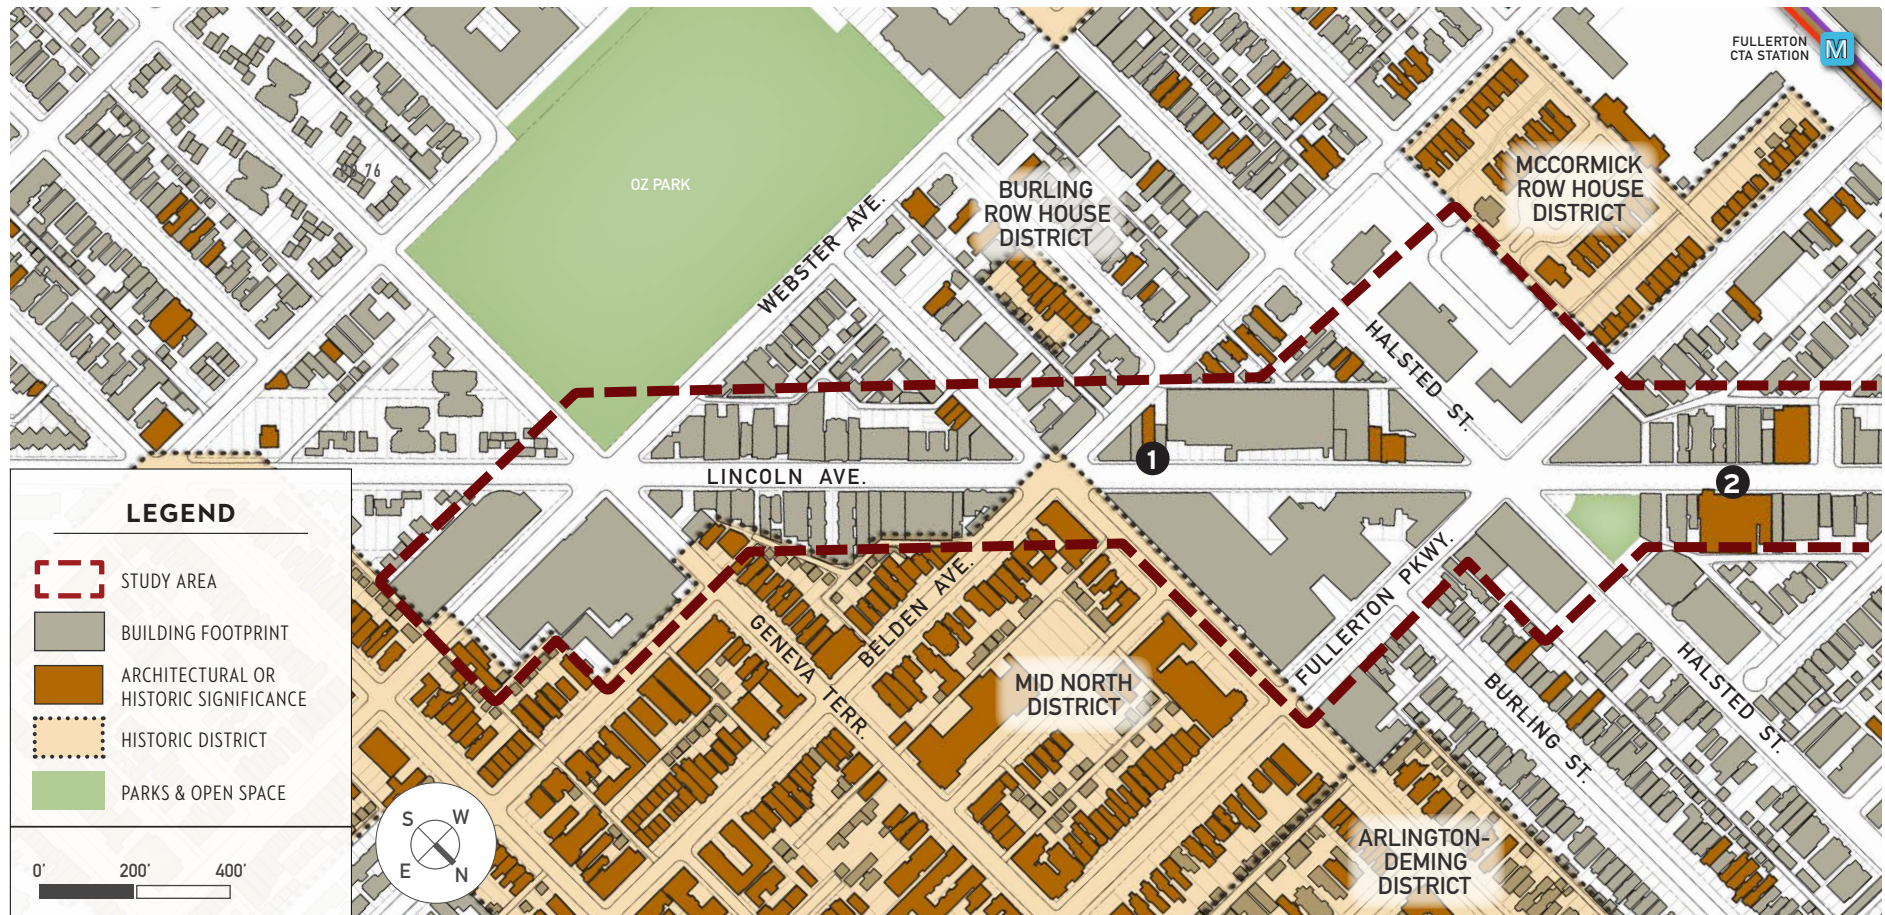 FULLERTON
CTA STATION
M
PD 76
OZ PARK
BURLING
ROW HOUSE
DISTRICT
MCCORMICK
ROW HOUSE
DISTRICT
WEBSTER AVE.
HALSTED ST.
1
LINCOLN AVE.
2
LEGEND
STUDY AREA
BUILDING FOOTPRINT
ARCHITECTURAL OR
HISTORIC SIGNIFICANCE
HISTORIC DISTRICT
PARKS & OPEN SPACE
0'
200'
400'
S
W
E
N
GENEVA TERR.
BELDEN AVE.
MID NORTH
DISTRICT
FULLERTON PKWY.
BURLING ST.
HALSTED ST.
ARLINGTON-
DEMING
DISTRICT